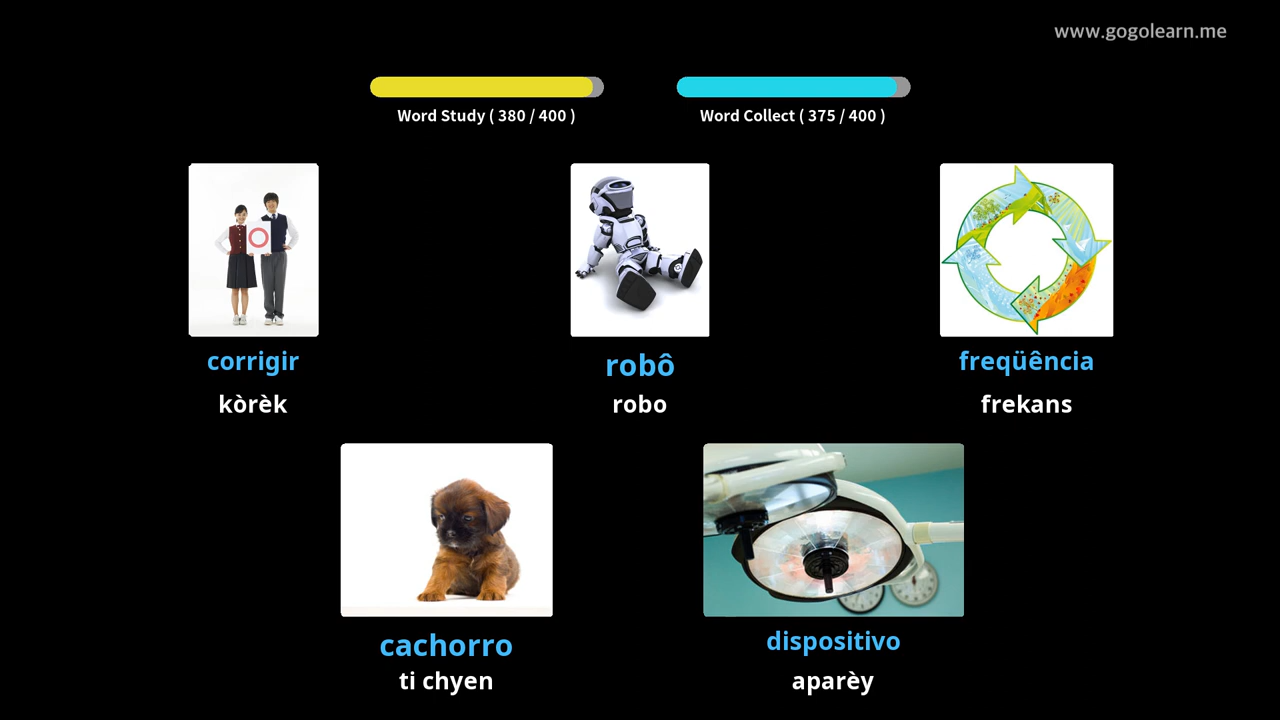 www.gogolearn.me
Word Study ( 380 / 400 )
Word Collect ( 375 / 400 )
corrigir
kòrèk
robô
robo
freqüência
frekans
cachorro
ti chyen
dispositivo
aparèy